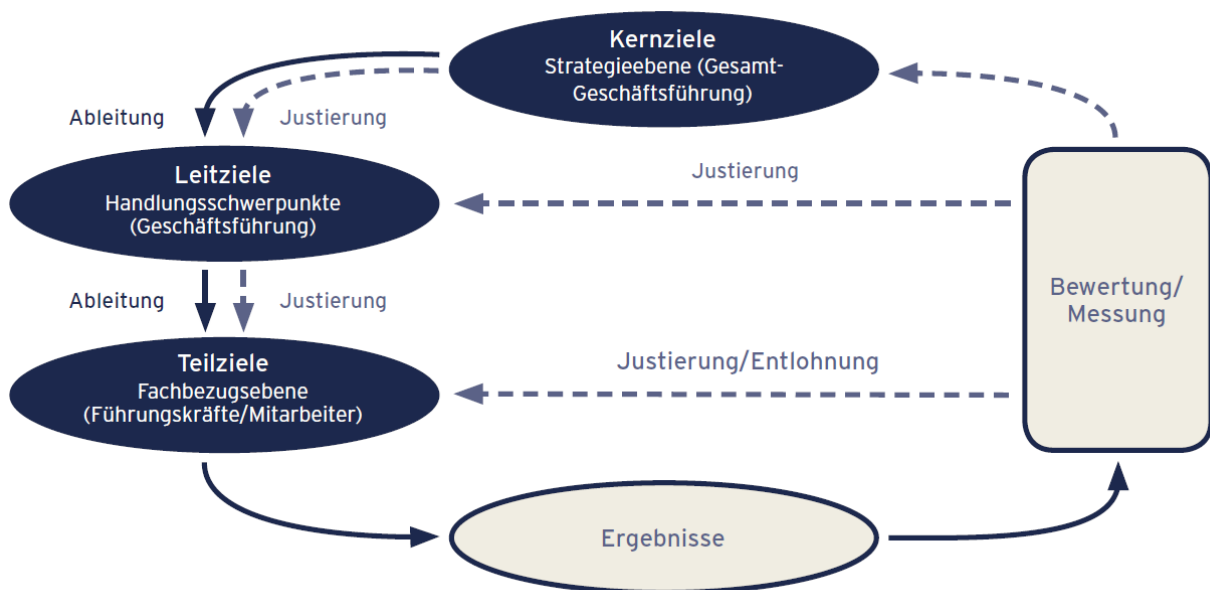 Kernziele
Strategieebene (Gesamt-
Geschäftsführung)
Ableitung
Justierung
Leitziele
Handlungsschwerpunkte
(Geschäftsführung)
Justierung
Ableitung
Justierung
Bewertung/
Messung
Teilziele
Fachbezugsebene
(Führungskräfte/Mitarbeiter)
Justierung/Entlohnung
Ergebnisse